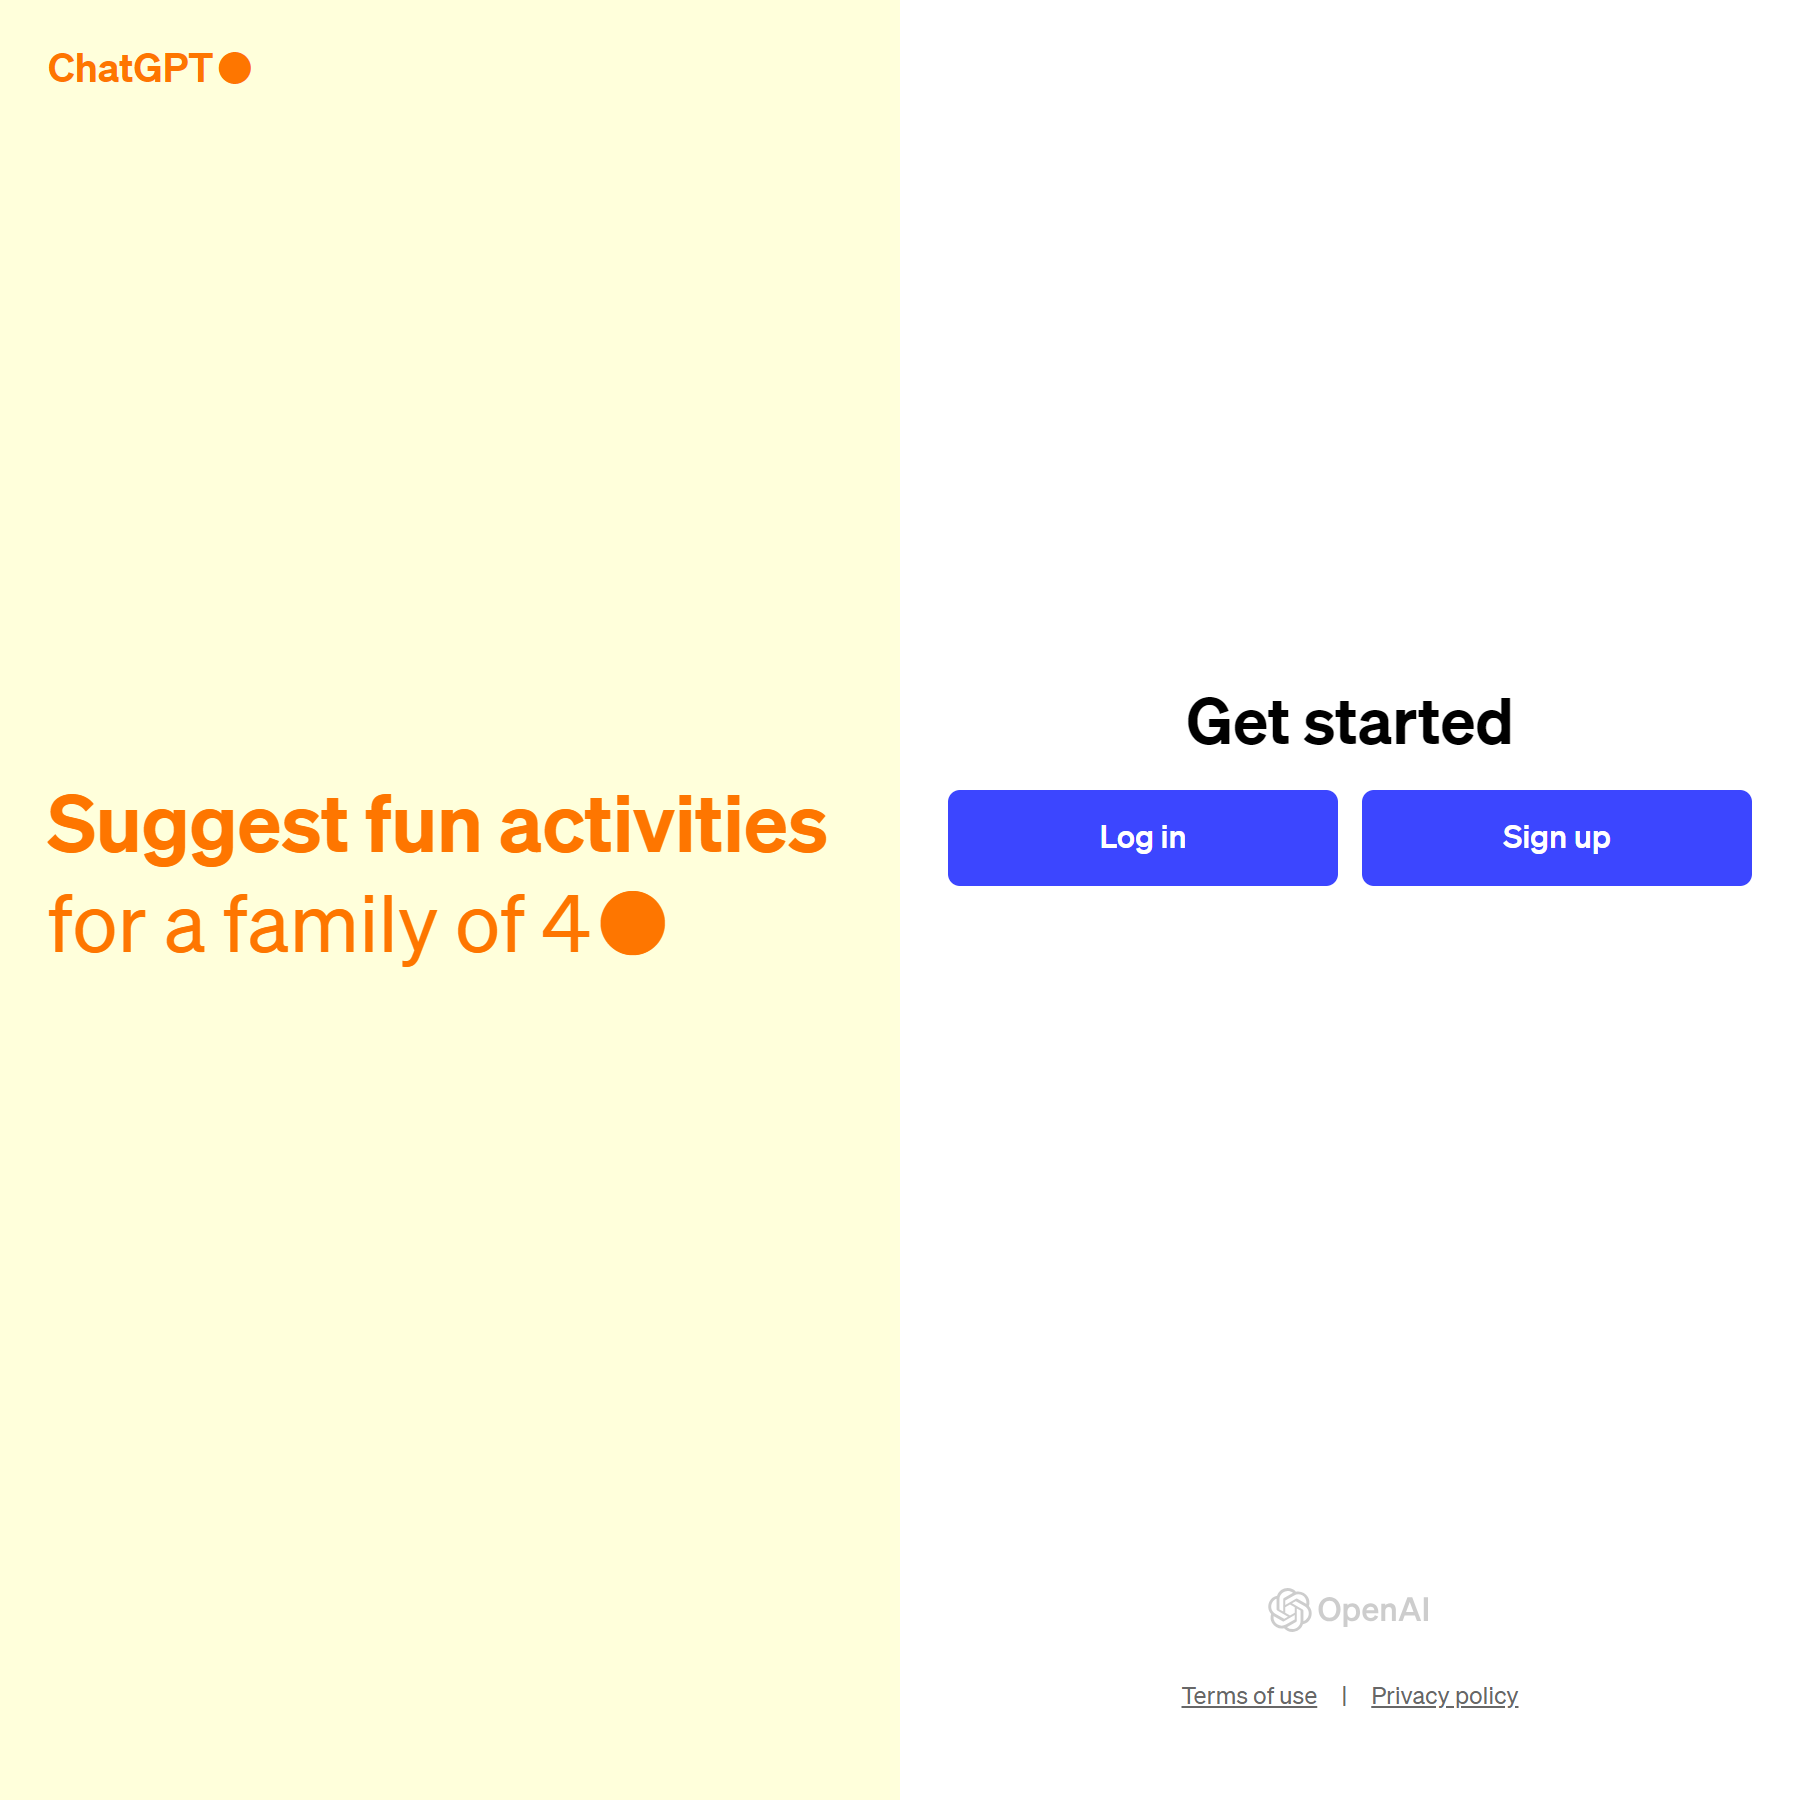 ChatGPT
Suggest fun activities
for a family of 4
Get started
Log in
Sign up
OpenAI
Terms of use | Privacy policy